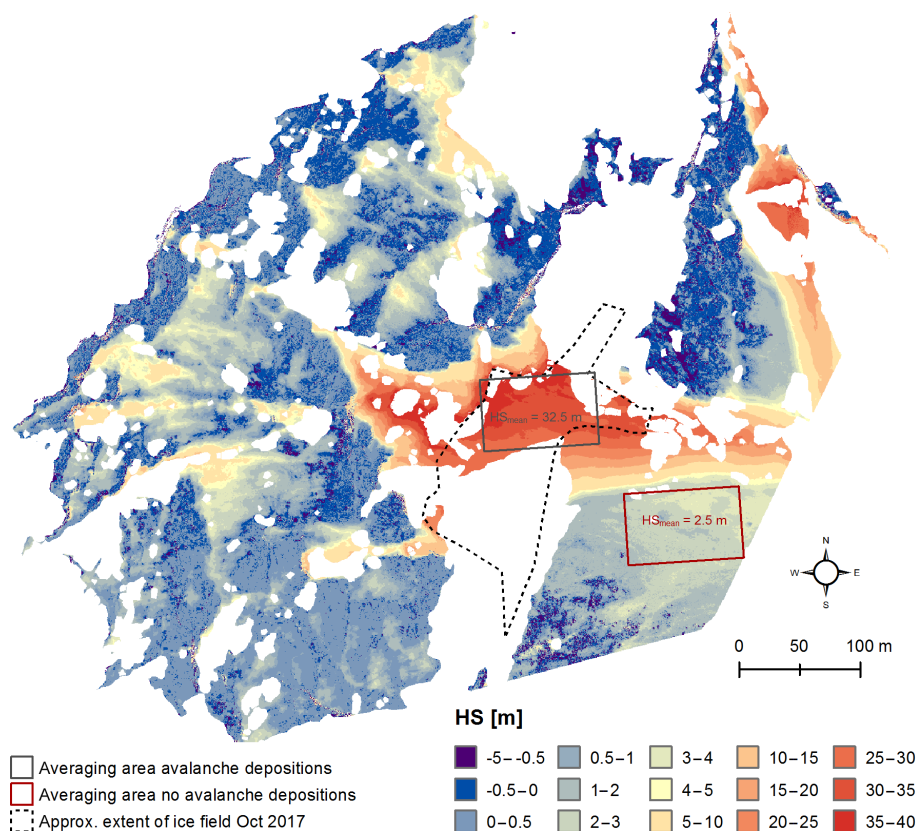 HSmean = 32.5 m
HSmean = 2.5 m
N
W E
S
0 50 100 m
HS [m]
Averaging area avalanche depositions
Averaging area no avalanche depositions
Approx. extent of ice field Oct 2017
-5–-0.5 0.5–1 3–4 10–15 25–30
-0.5–0 1–2 4–5 15–20 30–35
0–0.5 2–3 5–10 20–25 35–40